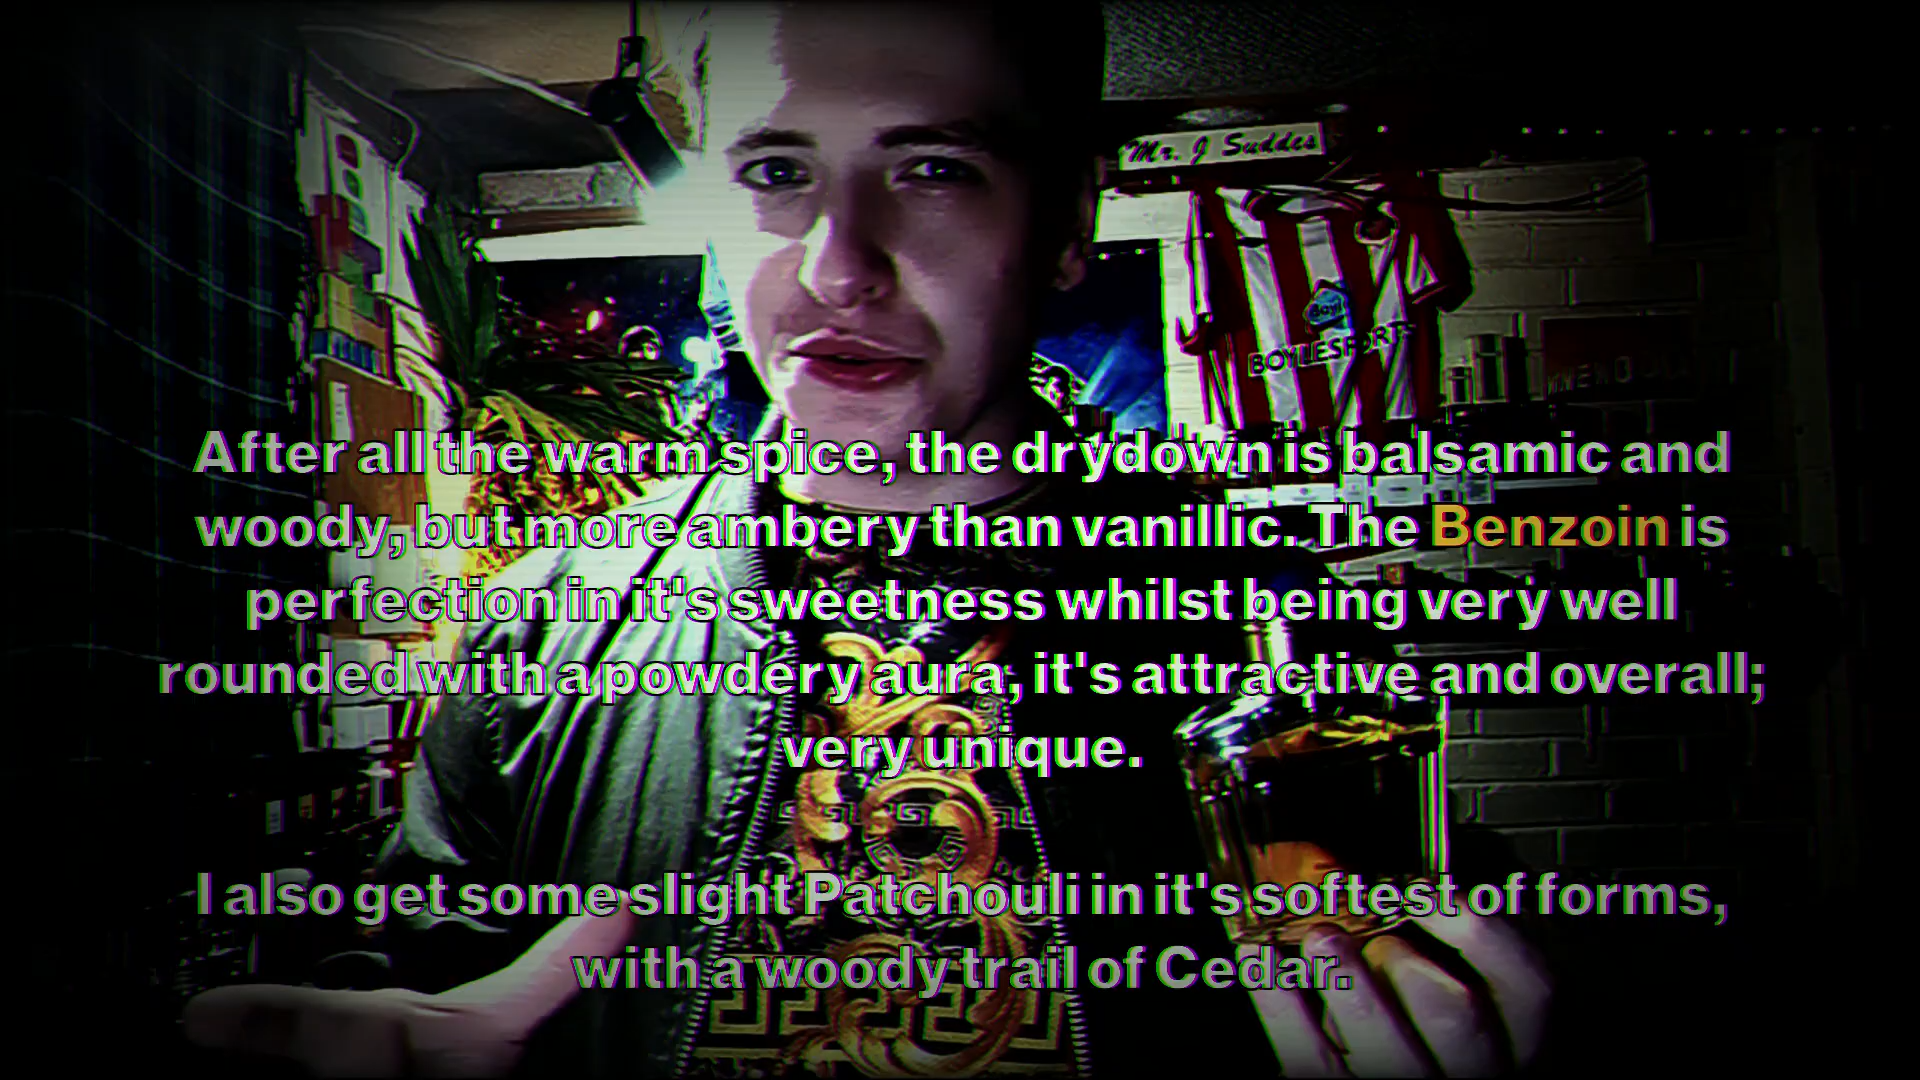 Mr. J Suddes
BOYLESPORTS
After all the warm spice, the drydown is balsamic and
woody, but more ambery than vanillic. The Benzoin is
perfection in it's sweetness whilst being very well
rounded with a powdery aura, it's attractive and overall;
very unique.
I also get some slight Patchouli in it's softest of forms,
with a woody trail of Cedar.